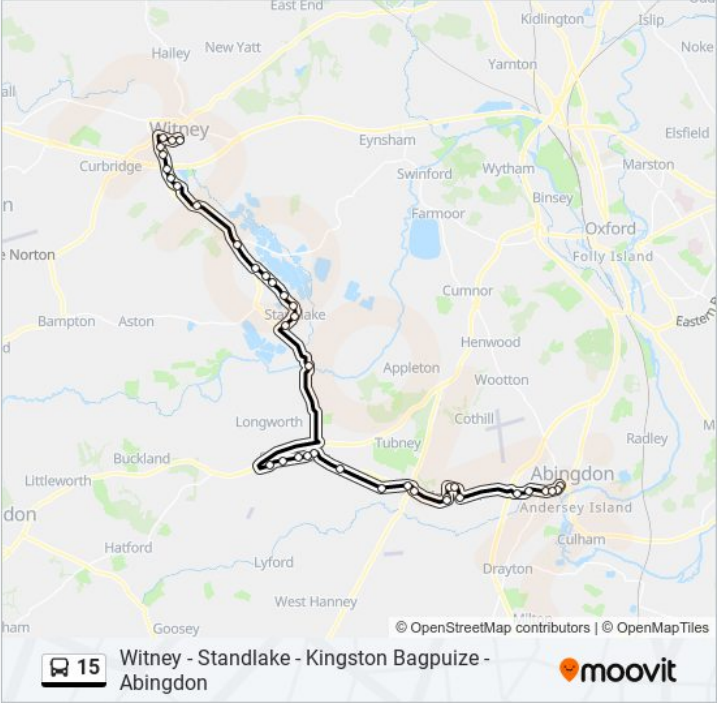 East End
Kidlington
Islip
Hailey
New Yatt
Noke
Yarnton
Witney
Elsfield
Eynsham
Curbridge
Swinford
Wytham
Marston
Binsey
Farmoor
Oxford
Norton
Folly Island
Cumnor
Bampton
Aston
Standlake
Eastern
Henwood
Appleton
Wootton
Longworth
Cothill
Radley
Tubney
Buckland
Littleworth
Abingdon
Andersey Island
Culham
Hatford
Lyford
Drayton
West Hanney
Goosey
© OpenStreetMap contributors | © OpenMapTiles
15
Witney - Standlake - Kingston Bagpuize -
Abingdon
moovit